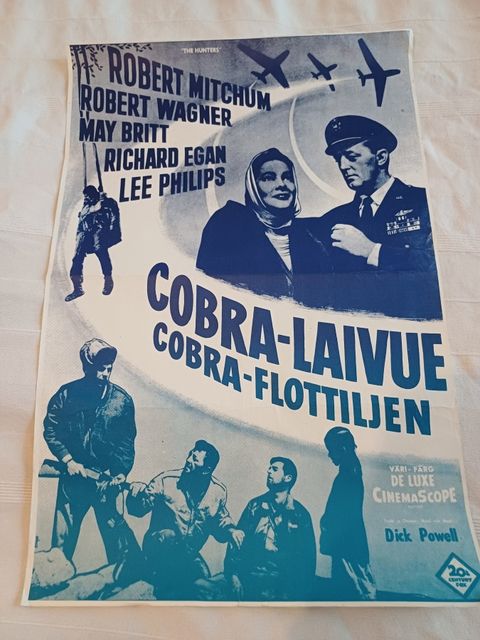 "THE HUNTERS"
ROBERT MITCHUM
ROBERT WAGNER
MAY BRITT
RICHARD EGAN
LEE PHILIPS
COBRA-LAIVUE
COBRA-FLOTTILJEN
VÄRI - FÄRG
DE LUXE
CINEMASCOPE
Dick Powell
20th
CENTURY
FOX